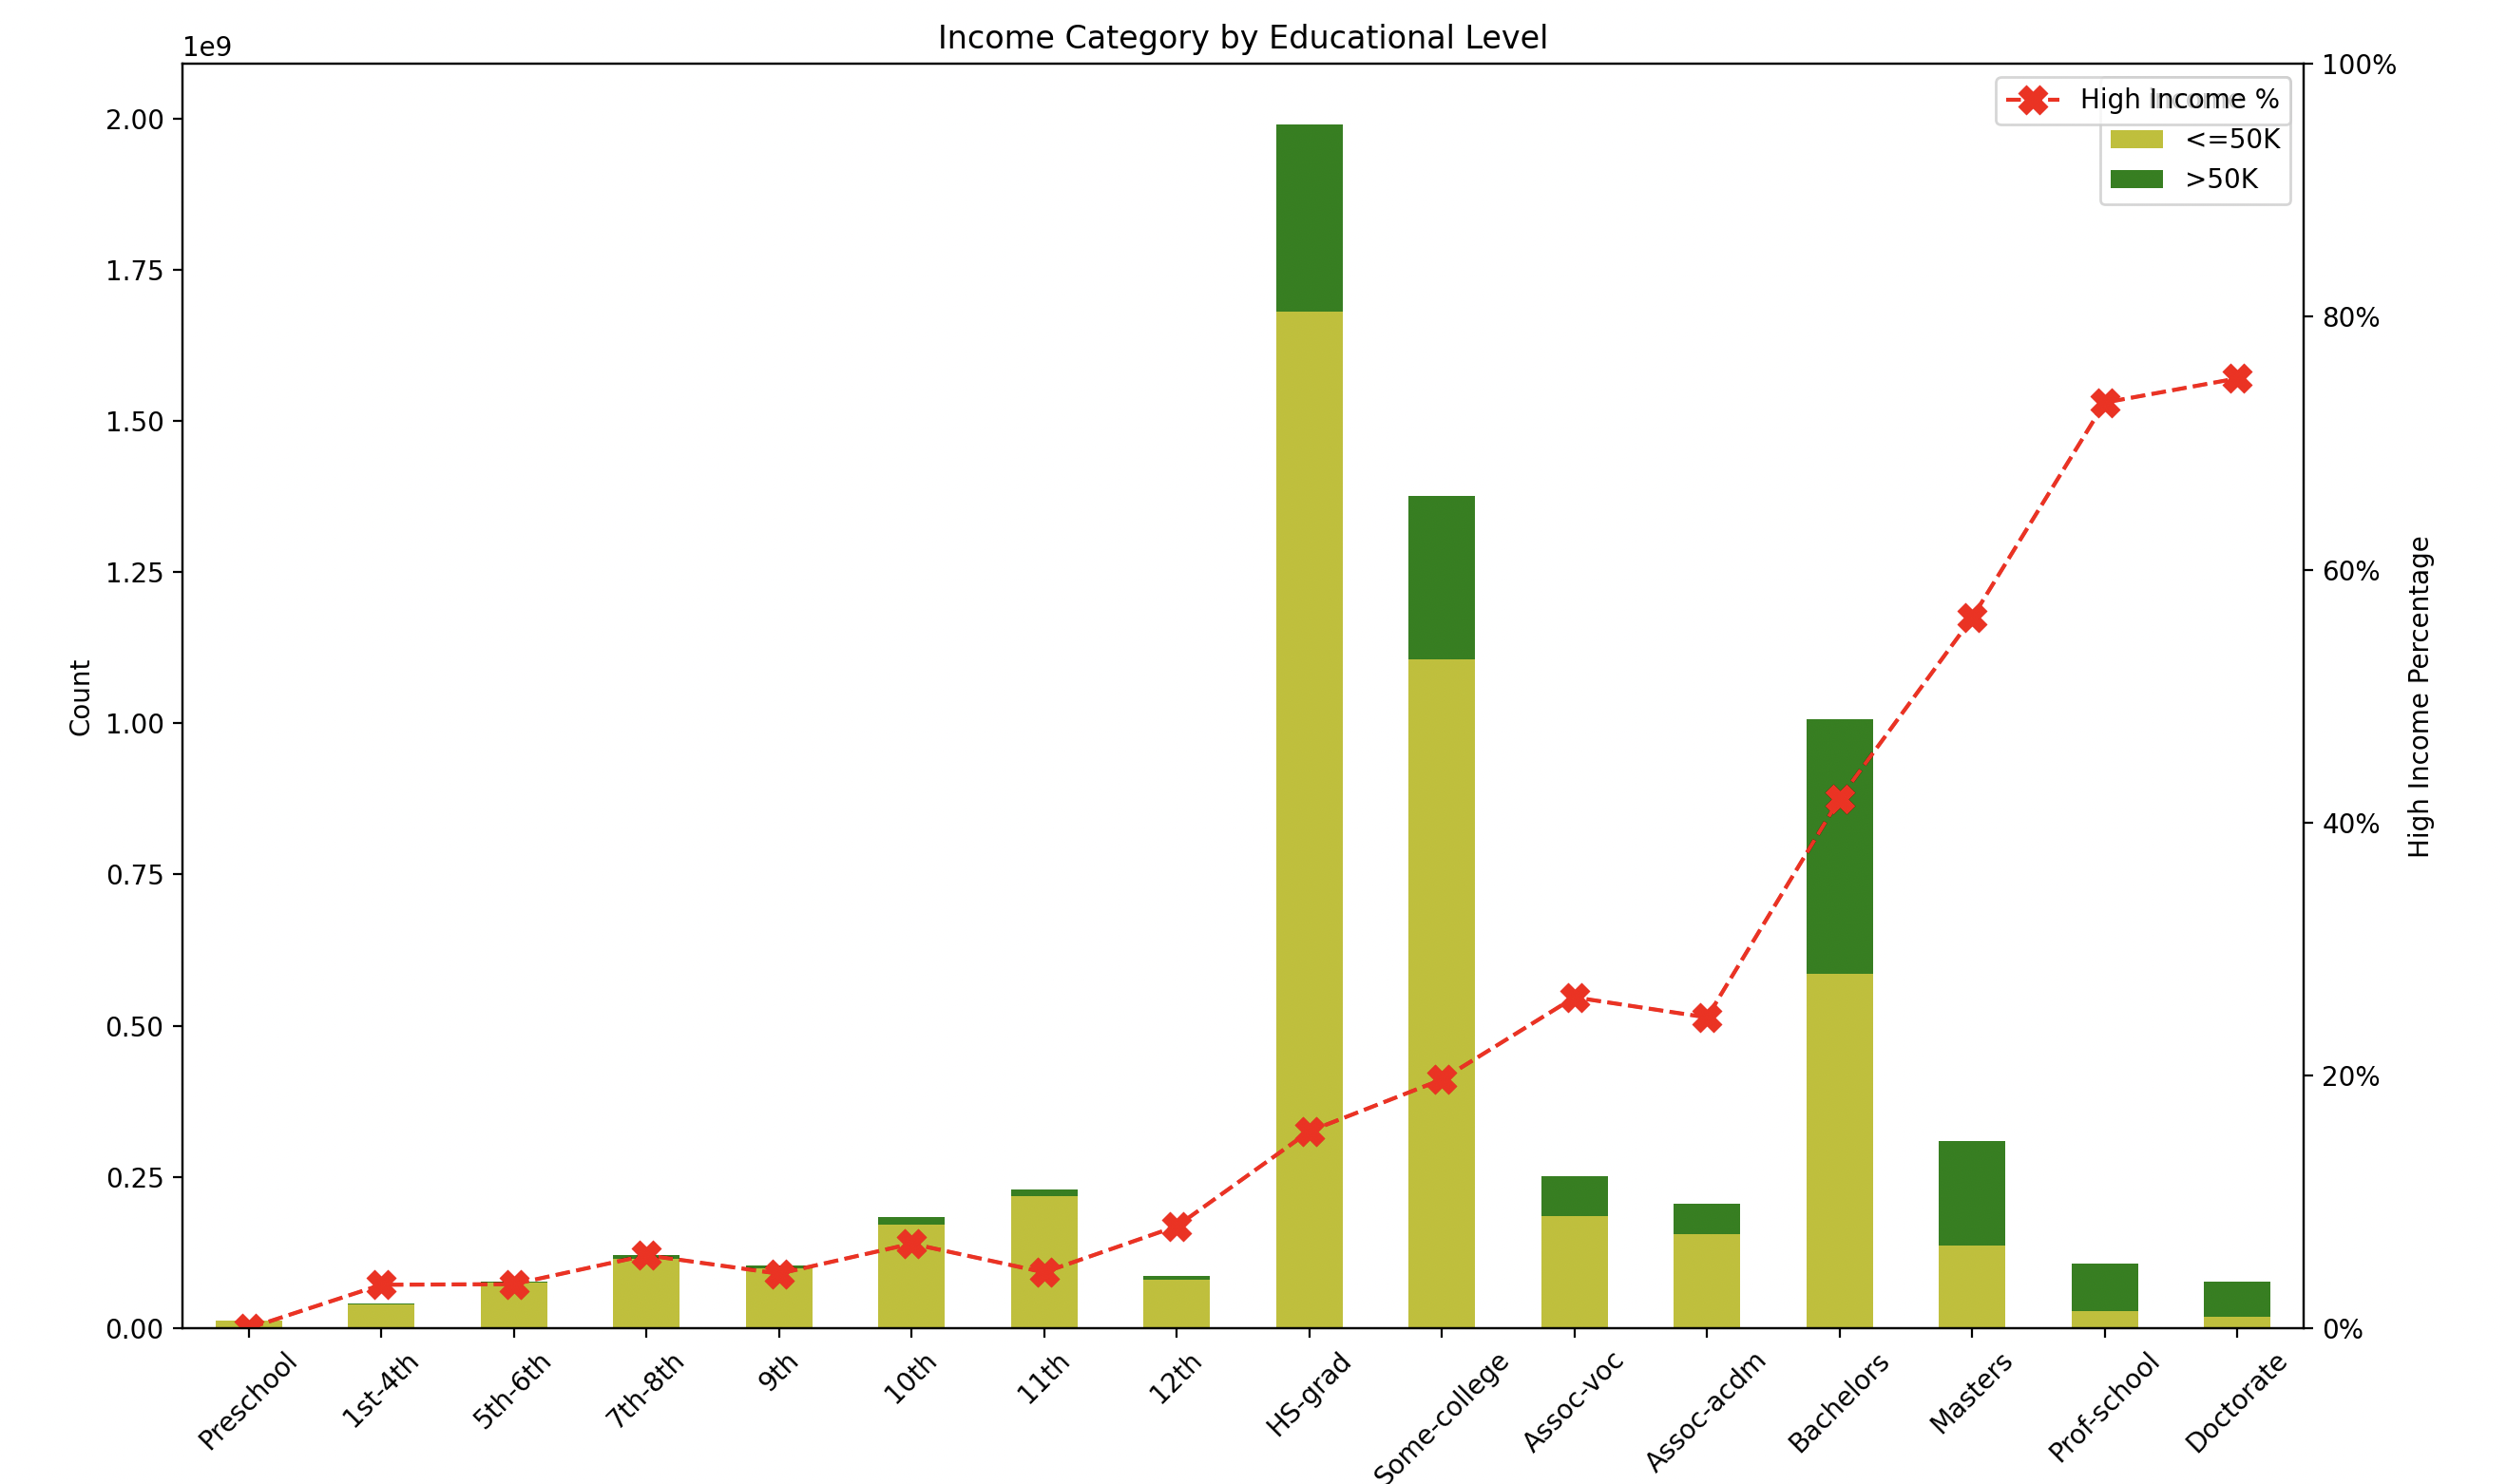 Income Category by Educational Level
1e9
2.00
1.75
1.50
1.25
1.00
0.75
0.50
0.25
0.00
Count
100%
80%
60%
40%
20%
0%
High Income Percentage
High Income %
<=50K
>50K
Preschool
1st-4th
5th-6th
7th-8th
9th
10th
11th
12th
HS-grad
Some-college
Assoc-voc
Assoc-acdm
Bachelors
Masters
Prof-school
Doctorate